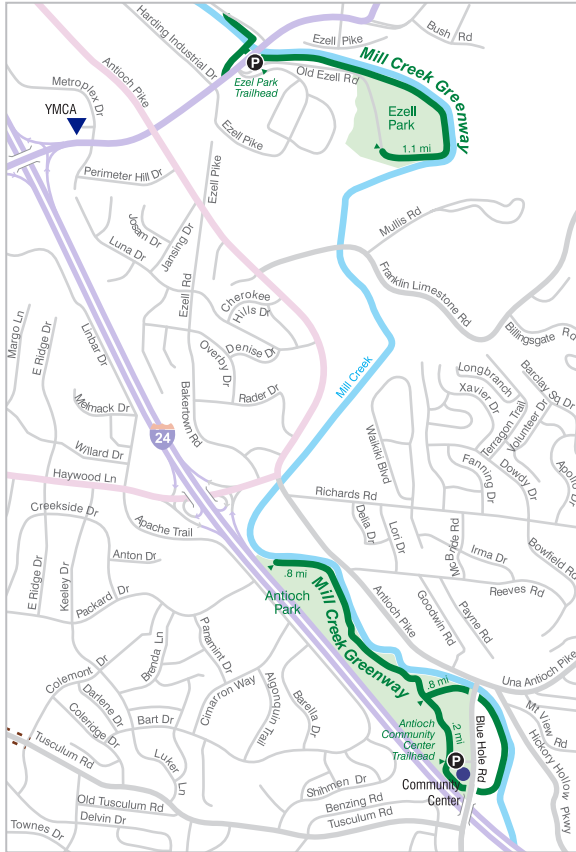 Harding Industrial Dr
Ezell Pike
Bush Rd
P
Mill Creek Greenway
Old Ezell Rd
Ezel Park
Trailhead
Antioch Pike
Metroplex Dr
YMCA
Ezell
Park
1.1 mi
Ezell Pike
Perimeter Hill Dr
Ezell Pike
Mullis Rd
Josam Dr
Luna Dr
Jansing Dr
Franklin Limestone Rd
Ezell Rd
Cherokee
Hills Dr
Billingsgate Rd
Margo Ln
E Ridge Dr
Linbar Dr
Overby Dr
Denise Dr
Mill Creek
Longbranch
Xavier Dr
Barclay Sq Dr
Terragon Trail
Volunteer Dr
Rader Dr
Bakertown Rd
Melnack Dr
24
Waikiki Blvd
Willard Dr
Fanning Dr
Dowdy Dr
Apollo Dr
Haywood Ln
Richards Rd
Creekside Dr
Apache Trail
Delia Dr
Lori Dr
Mc Bride Rd
Irma Dr
Bowfield Rd
Anton Dr
E Ridge Dr
Keeley Dr
.8 mi
Mill Creek Greenway
Antioch
Park
Reeves Rd
Packard Dr
Antioch Pike
Goodwin Rd
Payne Rd
Brenda Ln
Panamint Dr
Una Antioch Pike
Colemont Dr
Darlene Dr
Coleridge Dr
Cimarron Way
Algonquin Trail
Barella Dr
.8 mi
.2 mi
Blue Hole Rd
Mt View Rd
Hickory Hollow Pkwy
Bart Dr
Antioch
Community
Center
Trailhead
Tusculum Rd
Luker Ln
P
Shihmen Dr
Community
Center
Old Tusculum Rd
Benzing Rd
Delvin Dr
Tusculum Rd
Townes Dr